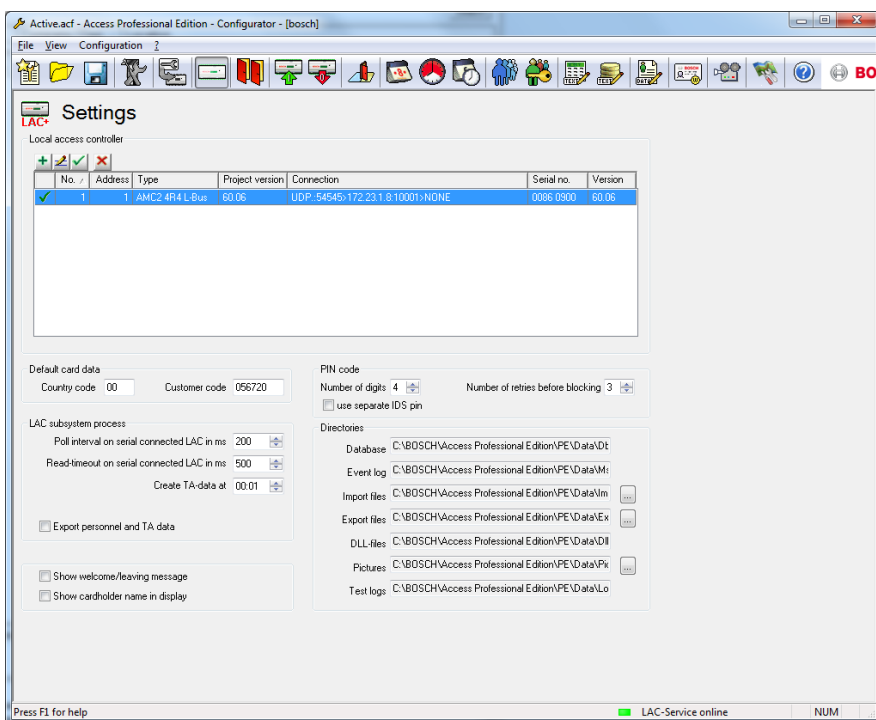 Active.acf - Access Professional Edition - Configurator - [bosch]
File View Configuration ?
BO
LAC+
Settings
Local access controller
No. Address Type Project version Connection Serial no. Version
1 1 AMC2 4R4 L-Bus 60.06 UDP.:54545>172.23.1.8:10001>NONE 0086 0900 60.06
Default card data
Country code 00 Customer code 056720
PIN code
Number of digits 4 Number of retries before blocking 3
use separate IDS pin
LAC subsystem process
Poll interval on serial connected LAC in ms 200
Read-timeout on serial connected LAC in ms 500
Create TA-data at 00:01
Export personnel and TA data
Show welcome/leaving message
Show cardholder name in display
Directories
Database C:\BOSCH\Access Professional Edition\PE\Data\Dt
Event log C:\BOSCH\Access Professional Edition\PE\Data\Ms
Import files C:\BOSCH\Access Professional Edition\PE\Data\Im ...
Export files C:\BOSCH\Access Professional Edition\PE\Data\Ex ...
DLL-files C:\BOSCH\Access Professional Edition\PE\Data\Dll
Pictures C:\BOSCH\Access Professional Edition\PE\Data\Pic ...
Test logs C:\BOSCH\Access Professional Edition\PE\Data\Lo
Press F1 for help LAC-Service online NUM